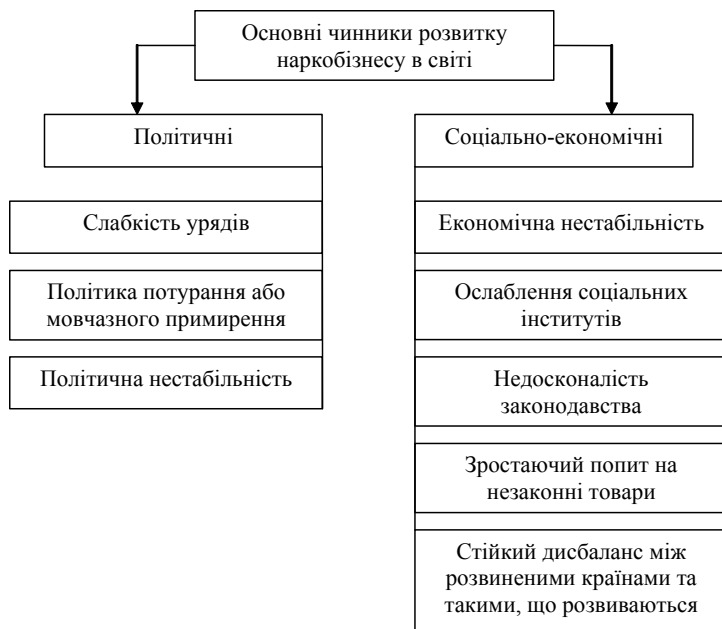 Основні чинники розвитку
наркобізнесу в світі
Політичні
Слабкість урядів
Політика потурання або
мовчазного примирення
Політична нестабільність
Соціально-економічні
Економічна нестабільність
Ослаблення соціальних
інститутів
Недосконалість
законодавства
Зростаючий попит на
незаконні товари
Стійкий дисбаланс між
розвиненими країнами та
такими, що розвиваються